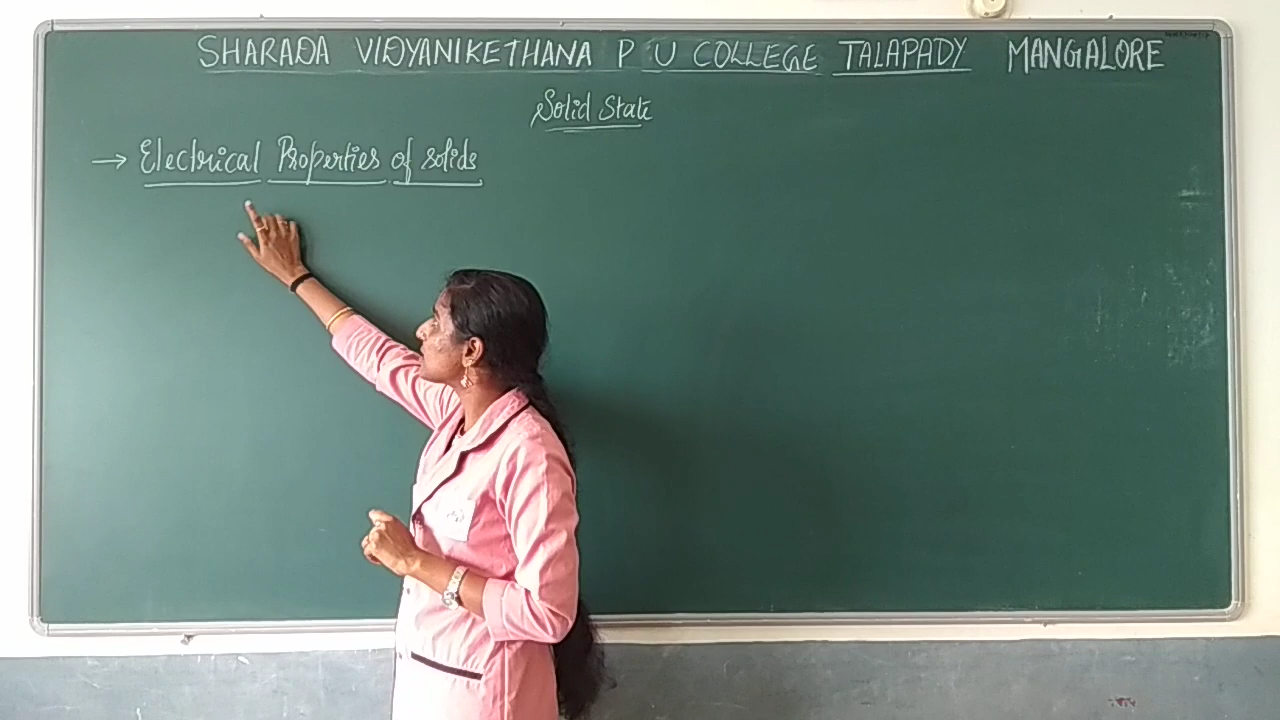 SHARADA VIDYANIKETHANA P U COLLEGE TALAPADY MANGALORE
Solid State
→ Electrical Properties of solids